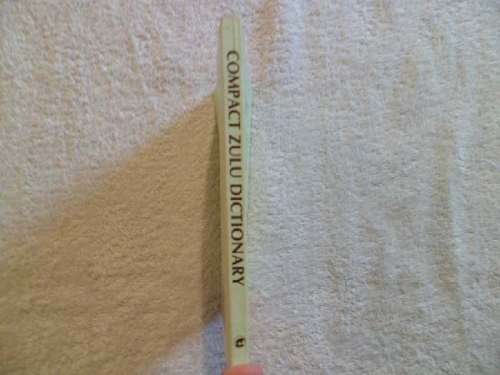 COMPACT ZULU DICTIONARY